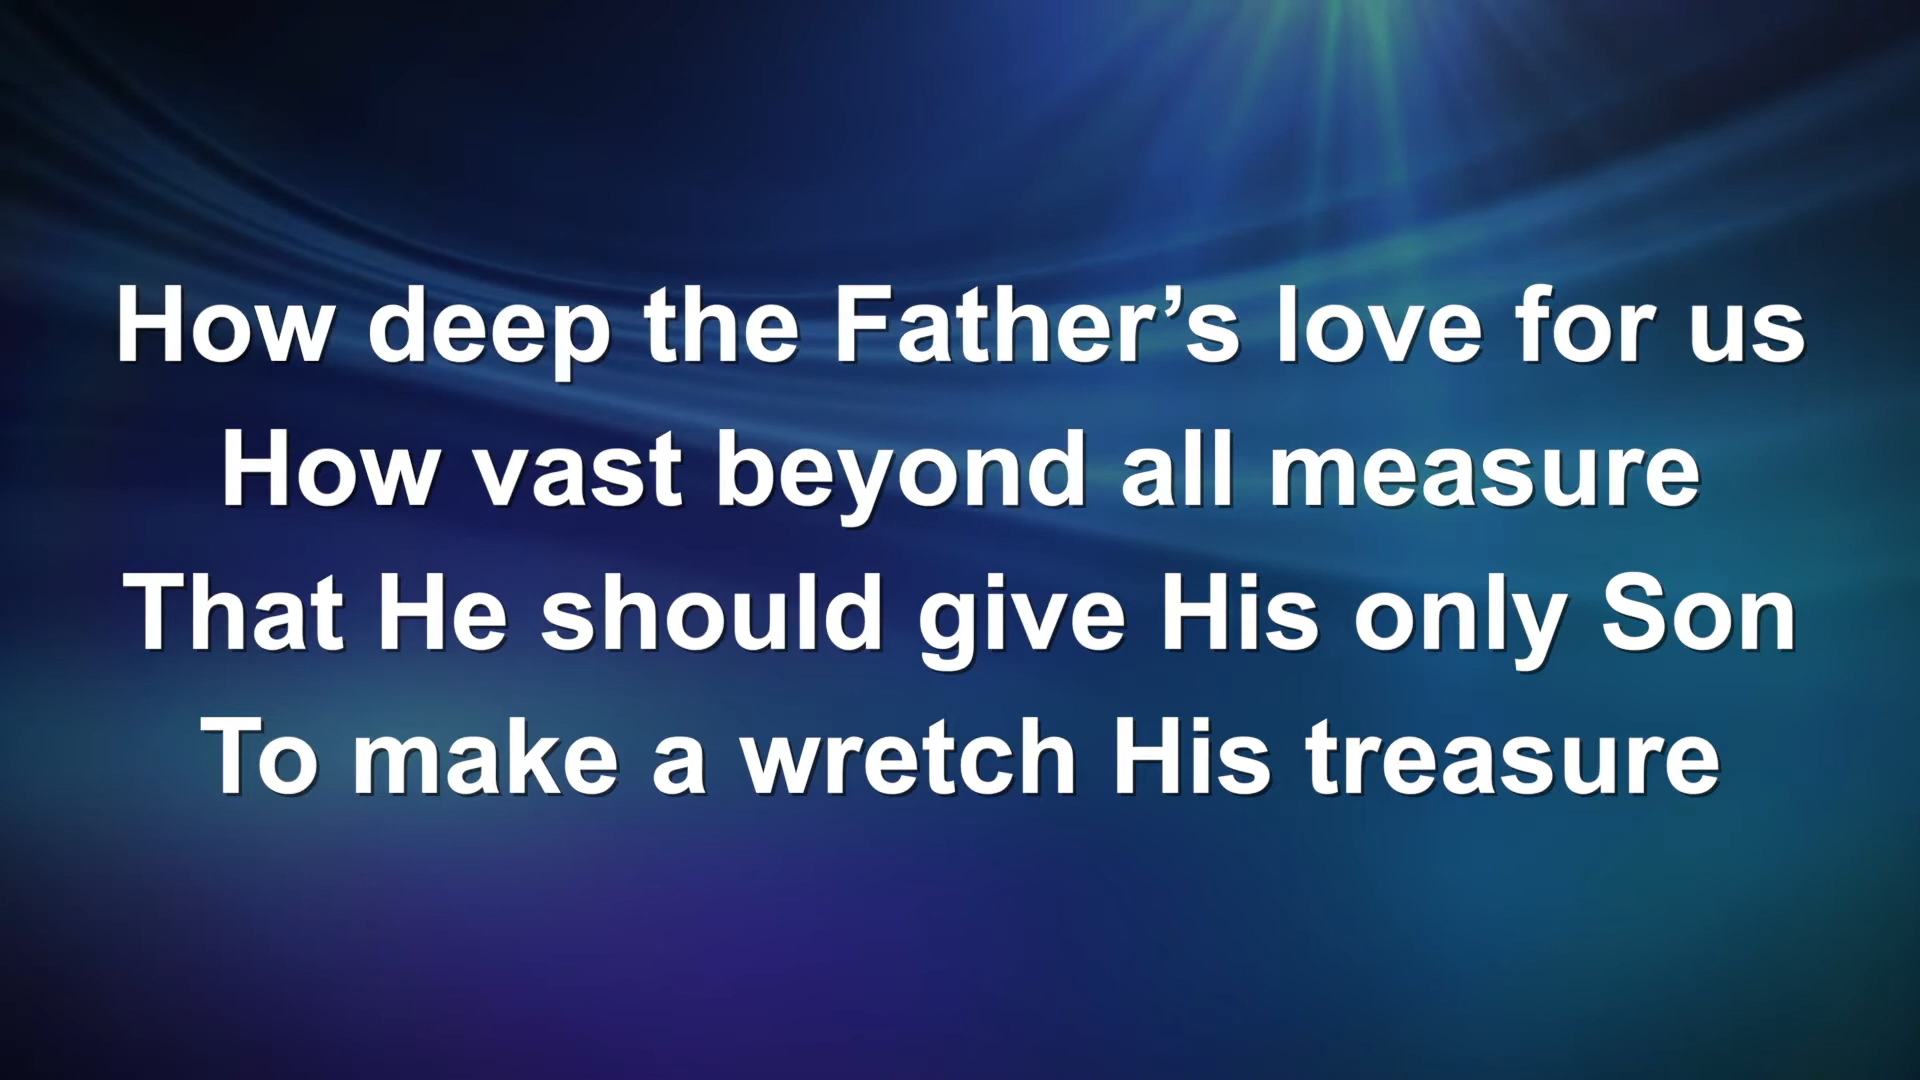 How deep the Father’s love for us
How vast beyond all measure
That He should give His only Son
To make a wretch His treasure